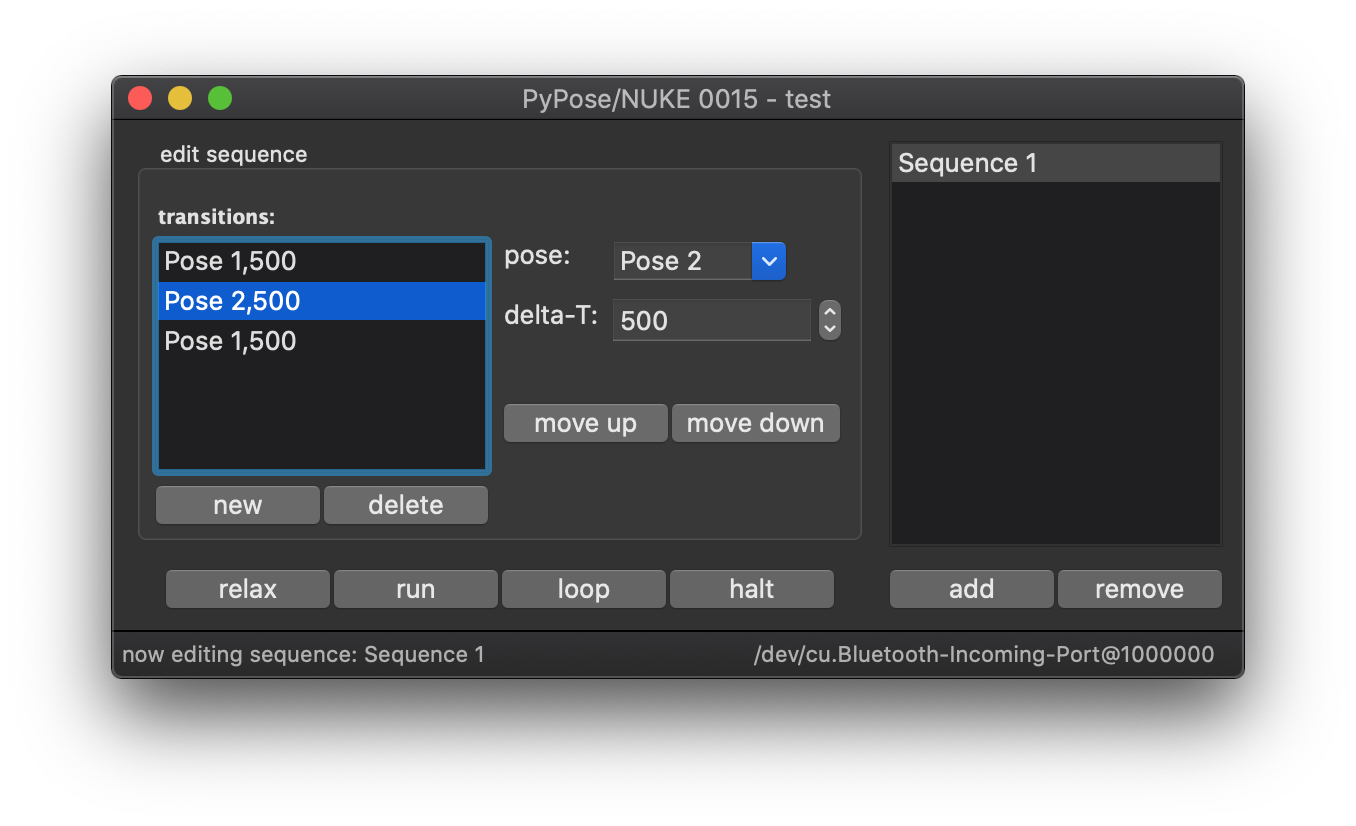 PyPose/NUKE 0015 - test
edit sequence
transitions:
Pose 1,500
Pose 2,500
Pose 1,500
new delete
pose: Pose 2
delta-T: 500
move up move down
relax run loop halt
Sequence 1
add remove
now editing sequence: Sequence 1
/dev/cu.Bluetooth-Incoming-Port@1000000